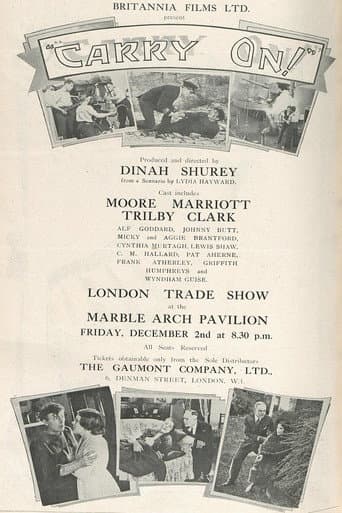 BRITANNIA FILMS LTD.
present
"CARRY ON!"
Produced and directed by
DINAH SHUREY
from a Scenario by LYDIA HAYWARD.
Cast includes
MOORE MARRIOTT
TRILBY CLARK
ALF GODDARD, JOHNNY BUTT,
MICKY and AGGIE BRANTFORD,
CYNTHIA MURTAGH, LEWIS SHAW,
C. M. HALLARD, PAT AHERNE,
FRANK ATHERLEY, GRIFFITH
HUMPHREYS and
WYNDHAM GUISE.
LONDON TRADE SHOW
at the
MARBLE ARCH PAVILION
FRIDAY, DECEMBER 2nd at 8.30 p.m.
All Seats Reserved
Tickets obtainable only from the Sole Distributors
THE GAUMONT COMPANY, LTD.,
6, DENMAN STREET, LONDON, W.1.